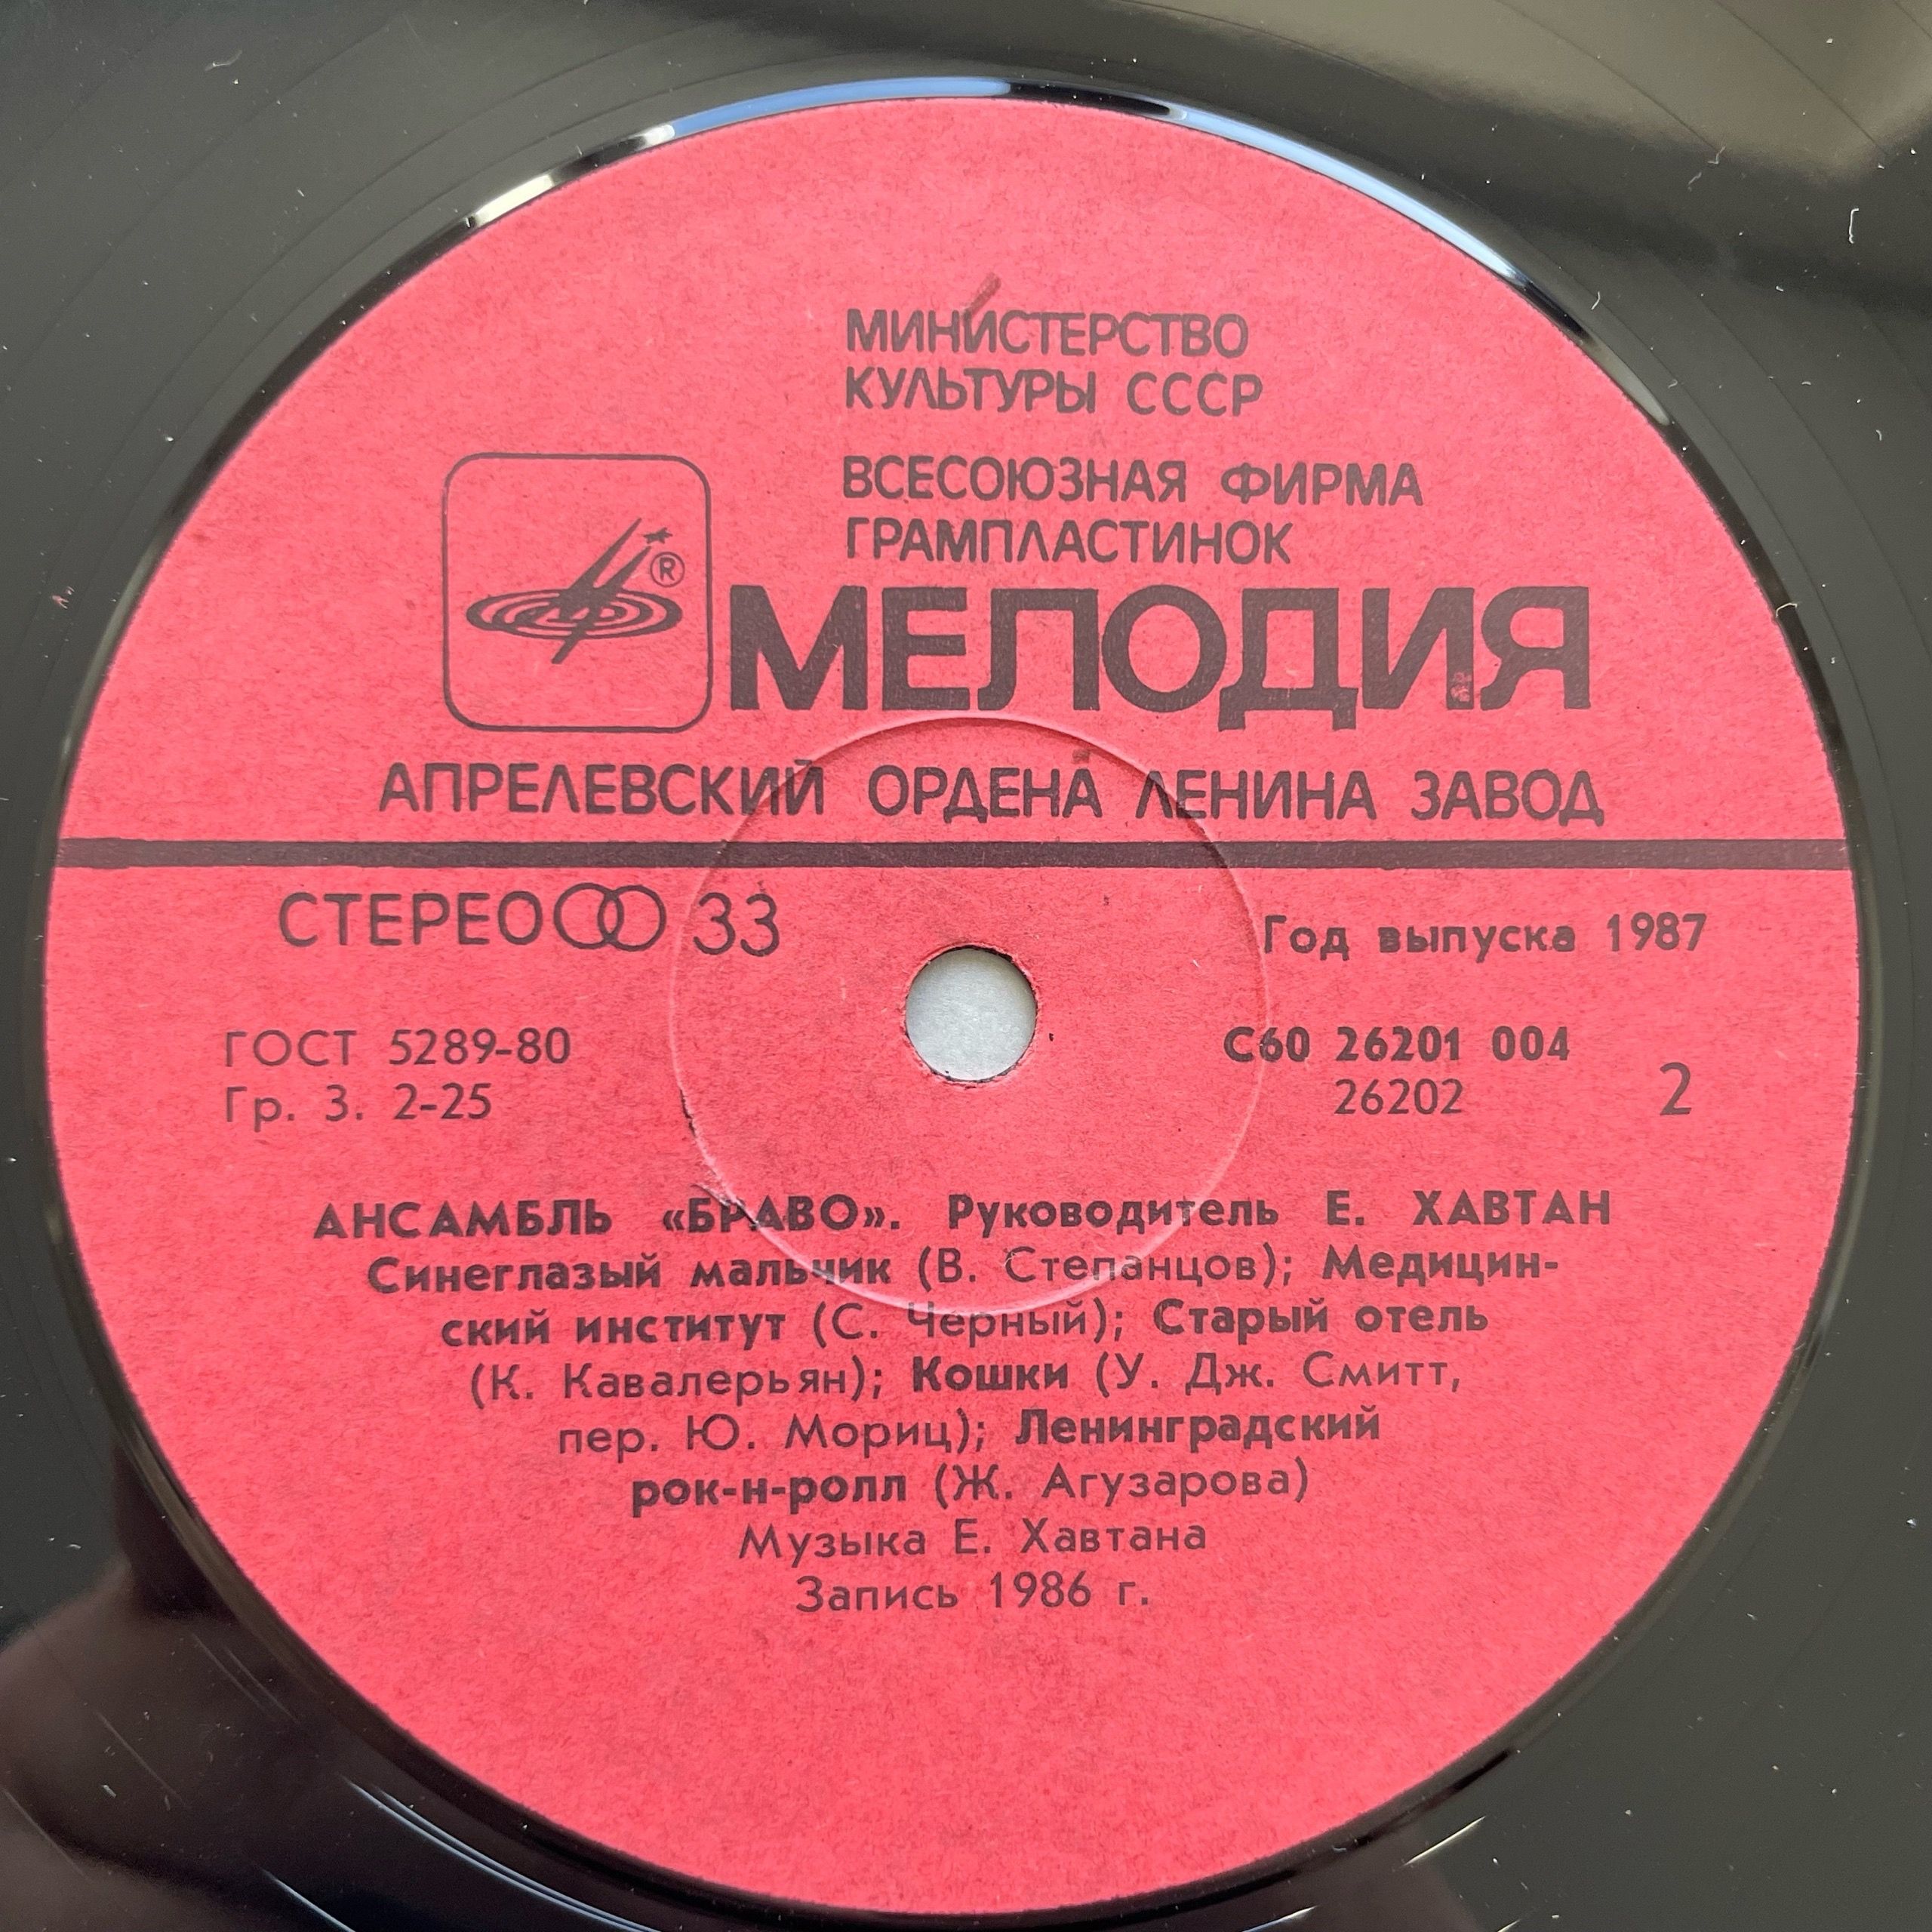 МИНИСТЕРСТВО
КУЛЬТУРЫ СССР
ВСЕСОЮЗНАЯ ФИРМА
ГРАМПЛАСТИНОК
®
МЕЛОДИЯ
АПРЕЛЕВСКИЙ ОРДЕНА ЛЕНИНА ЗАВОД
СТЕРЕО 33
Год выпуска 1987
ГОСТ 5289-80
Гр. 3. 2-25
С60 26201 004
26202
2
АНСАМБЛЬ «БРАВО». Руководитель Е. ХАВТАН
Синеглазый мальчик (В. Степанцов); Медицин-
ский институт (С. Черный); Старый отель
(К. Кавалерьян); Кошки (У. Дж. Смитт,
пер. Ю. Мориц); Ленинградский
рок-н-ролл (Ж. Агузарова)
Музыка Е. Хавтана
Запись 1986 г.